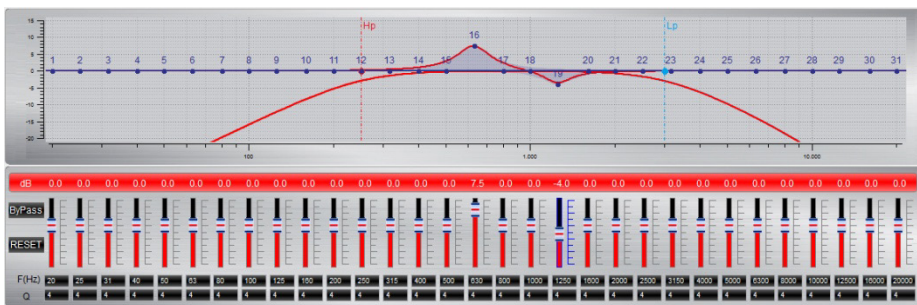 15
Hp
Lp
16
10
5
1 2 3 4 5 6 7 8 9 10 11 12 13 14 15 17 18 20 21 22 23 24 25 26 27 28 29 30 31
0
19
-5
-10
-15
-20
100 1.000 10.000
dB 0.0 0.0 0.0 0.0 0.0 0.0 0.0 0.0 0.0 0.0 0.0 0.0 0.0 0.0 0.0 7.5 0.0 0.0 -4.0 0.0 0.0 0.0 0.0 0.0 0.0 0.0 0.0 0.0 0.0 0.0 0.0
ByPass
RESET
F(Hz) 20 25 31 40 50 63 80 100 125 160 200 250 315 400 500 630 800 1000 1250 1600 2000 2500 3150 4000 5000 6300 8000 10000 12500 16000 20000
Q 4 4 4 4 4 4 4 4 4 4 4 4 4 4 4 4 4 4 4 4 4 4 4 4 4 4 4 4 4 4 4